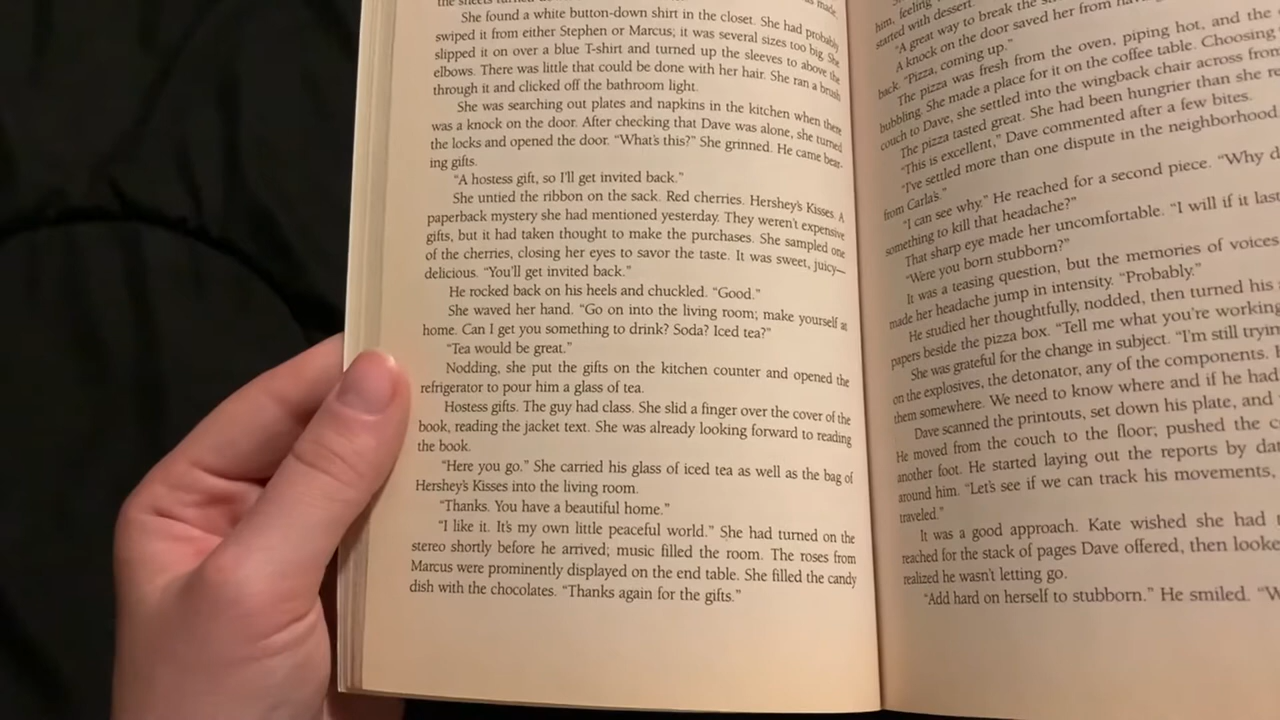 the sheets turned
was made.
She found a white button-down shirt in the closet. She had probably
swiped it from either Stephen or Marcus; it was several sizes too big. She
slipped it on over a blue T-shirt and turned up the sleeves to above the
elbows. There was little that could be done with her hair. She ran a brush
through it and clicked off the bathroom light.
She was searching out plates and napkins in the kitchen when there
was a knock on the door. After checking that Dave was alone, she turned
the locks and opened the door. “What's this?” She grinned. He came bear-
ing gifts.
“A hostess gift, so I'll get invited back.”
She untied the ribbon on the sack. Red cherries. Hershey's Kisses. A
paperback mystery she had mentioned yesterday. They weren't expensive
gifts, but it had taken thought to make the purchases. She sampled one
of the cherries, closing her eyes to savor the taste. It was sweet, juicy—
delicious. “You'll get invited back.”
He rocked back on his heels and chuckled. “Good.”
She waved her hand. “Go on into the living room; make yourself at
home. Can I get you something to drink? Soda? Iced tea?”
“Tea would be great.”
Nodding, she put the gifts on the kitchen counter and opened the
refrigerator to pour him a glass of tea.
Hostess gifts. The guy had class. She slid a finger over the cover of the
book, reading the jacket text. She was already looking forward to reading
the book.
“Here you go.” She carried his glass of iced tea as well as the bag of
Hershey's Kisses into the living room.
“Thanks. You have a beautiful home.”
“I like it. It's my own little peaceful world.” She had turned on the
stereo shortly before he arrived; music filled the room. The roses from
Marcus were prominently displayed on the end table. She filled the candy
dish with the chocolates. “Thanks again for the gifts.”
him, feeling
started with dessert.
“A great way to break the
A knock on the door saved her from
back. “Pizza, coming up.”
The pizza was fresh from the oven, piping hot, and the
bubbling. She made a place for it on the coffee table. Choosing
couch to Dave, she settled into the wingback chair across from
The pizza tasted great. She had been hungrier than she re
“This is excellent,” Dave commented after a few bites.
“I've settled more than one dispute in the neighborhood
from Carla's.”
“I can see why.” He reached for a second piece. “Why d
something to kill that headache?”
That sharp eye made her uncomfortable. “I will if it last
“Were you born stubborn?”
It was a teasing question, but the memories of voices
made her headache jump in intensity. “Probably.”
He studied her thoughtfully, nodded, then turned his
papers beside the pizza box. “Tell me what you're working
She was grateful for the change in subject. “I'm still tryin
on the explosives, the detonator, any of the components.
them somewhere. We need to know where and if he had
Dave scanned the printouts, set down his plate, and
He moved from the couch to the floor; pushed the c
another foot. He started laying out the reports by dat
around him. “Let's see if we can track his movements,
traveled.”
It was a good approach. Kate wished she had
reached for the stack of pages Dave offered, then looke
realized he wasn't letting go.
“Add hard on herself to stubborn.” He smiled. “W